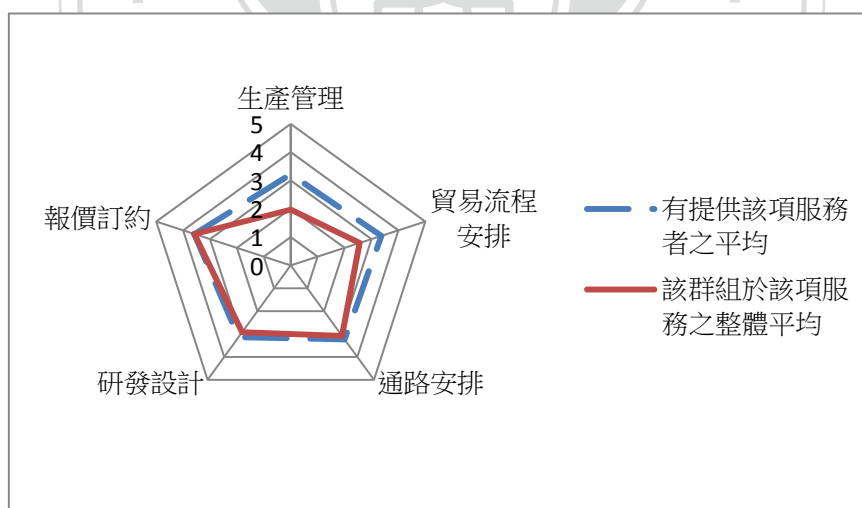 生產管理
5
4
3
2
1
0
貿易流程
安排
通路安排
研發設計
報價訂約
有提供該項服務
者之平均
該群組於該項服
務之整體平均